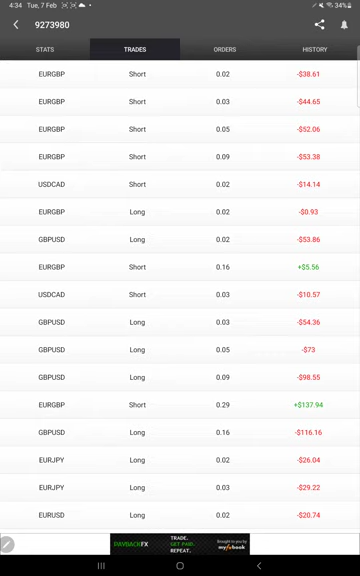 4:34 Tue, 7 Feb
34%
9273980
STATS TRADES ORDERS HISTORY
EURGBP Short 0.02 -$38.61
EURGBP Short 0.03 -$44.65
EURGBP Short 0.05 -$52.06
EURGBP Short 0.09 -$53.38
USDCAD Short 0.02 -$14.14
EURGBP Long 0.02 -$0.93
GBPUSD Long 0.02 -$53.86
EURGBP Short 0.16 +$5.56
USDCAD Short 0.03 -$10.57
GBPUSD Long 0.03 -$54.36
GBPUSD Long 0.05 -$73
GBPUSD Long 0.09 -$98.55
EURGBP Short 0.29 +$137.94
GBPUSD Long 0.16 -$116.16
EURJPY Long 0.02 -$26.04
EURJPY Long 0.03 -$29.22
EURUSD Long 0.02 -$20.74
PAYBACKFX
TRADE.
GET PAID.
REPEAT.
Brought to you by
myfxbook